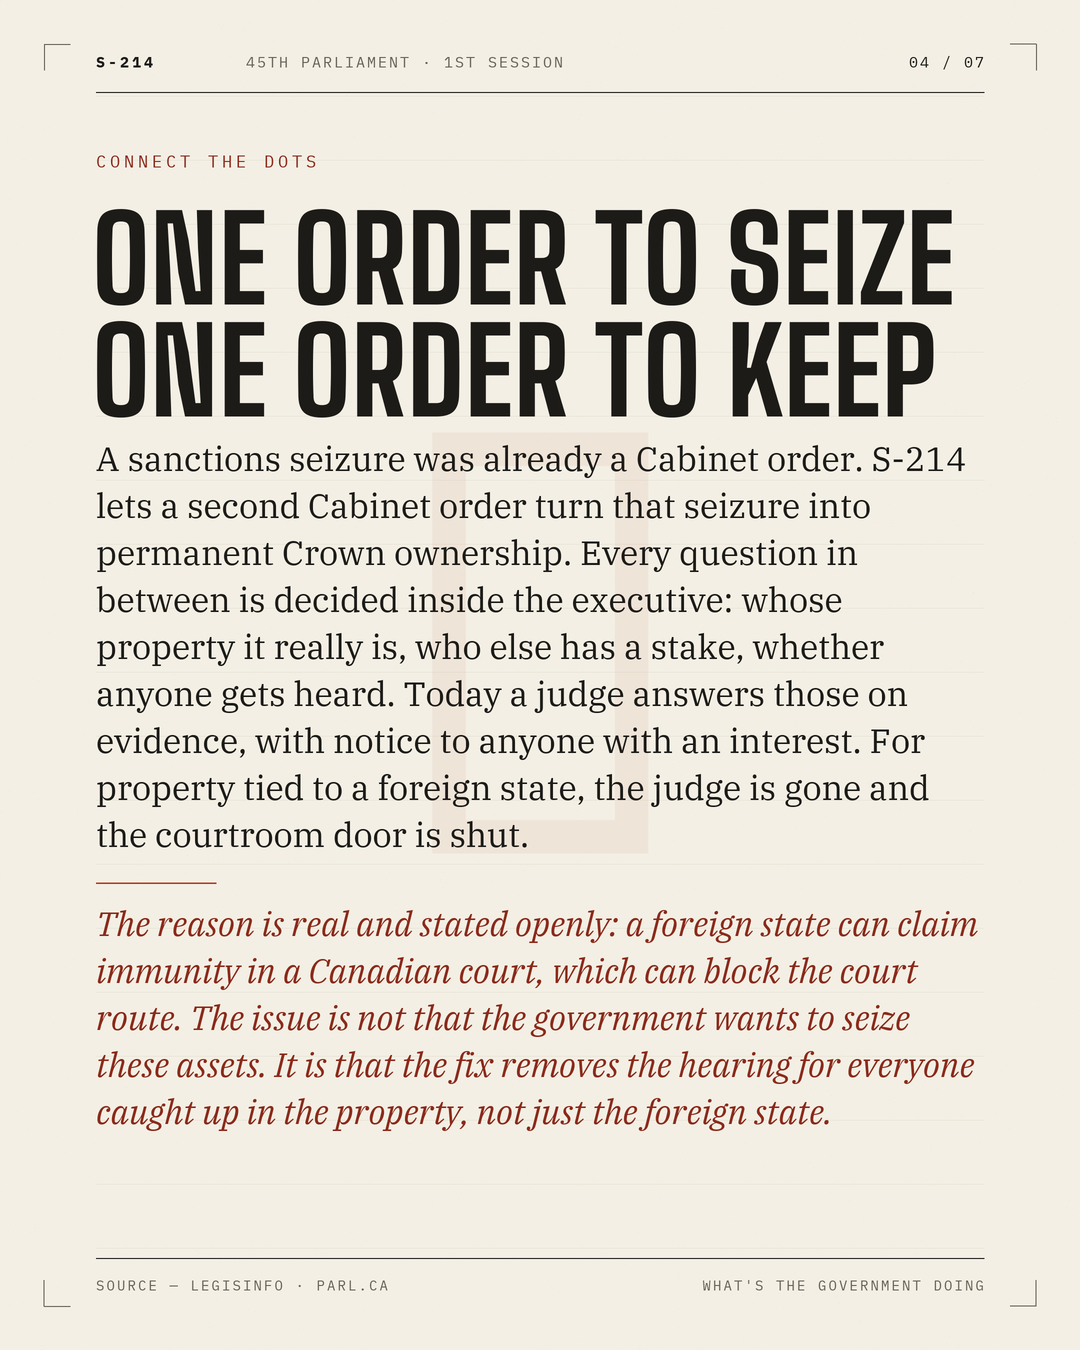 S-214
45TH PARLIAMENT · 1ST SESSION
04 / 07
CONNECT THE DOTS
ONE ORDER TO SEIZE
ONE ORDER TO KEEP
A sanctions seizure was already a Cabinet order. S-214
lets a second Cabinet order turn that seizure into
permanent Crown ownership. Every question in
between is decided inside the executive: whose
property it really is, who else has a stake, whether
anyone gets heard. Today a judge answers those on
evidence, with notice to anyone with an interest. For
property tied to a foreign state, the judge is gone and
the courtroom door is shut.
The reason is real and stated openly: a foreign state can claim
immunity in a Canadian court, which can block the court
route. The issue is not that the government wants to seize
these assets. It is that the fix removes the hearing for everyone
caught up in the property, not just the foreign state.
SOURCE — LEGISINFO · PARL.CA
WHAT'S THE GOVERNMENT DOING